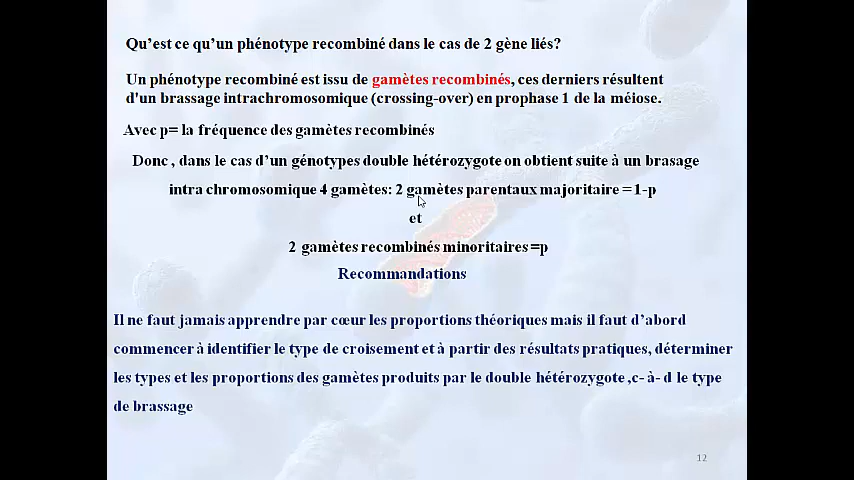 Qu'est ce qu'un phénotype recombiné dans le cas de 2 gène liés?
Un phénotype recombiné est issu de gamètes recombinés, ces derniers résultent
d'un brassage intrachromosomique (crossing-over) en prophase 1 de la méiose.
Avec p= la fréquence des gamètes recombinés
Donc , dans le cas d'un génotypes double hétérozygote on obtient suite à un brasage
intra chromosomique 4 gamètes: 2 gamètes parentaux majoritaire =1-p
et
2 gamètes recombinés minoritaires=p
Recommandations
Il ne faut jamais apprendre par cœur les proportions théoriques mais il faut d'abord
commencer à identifier le type de croisement et à partir des résultats pratiques, déterminer
les types et les proportions des gamètes produits par le double hétérozygote ,c- à- d le type
de brassage
12